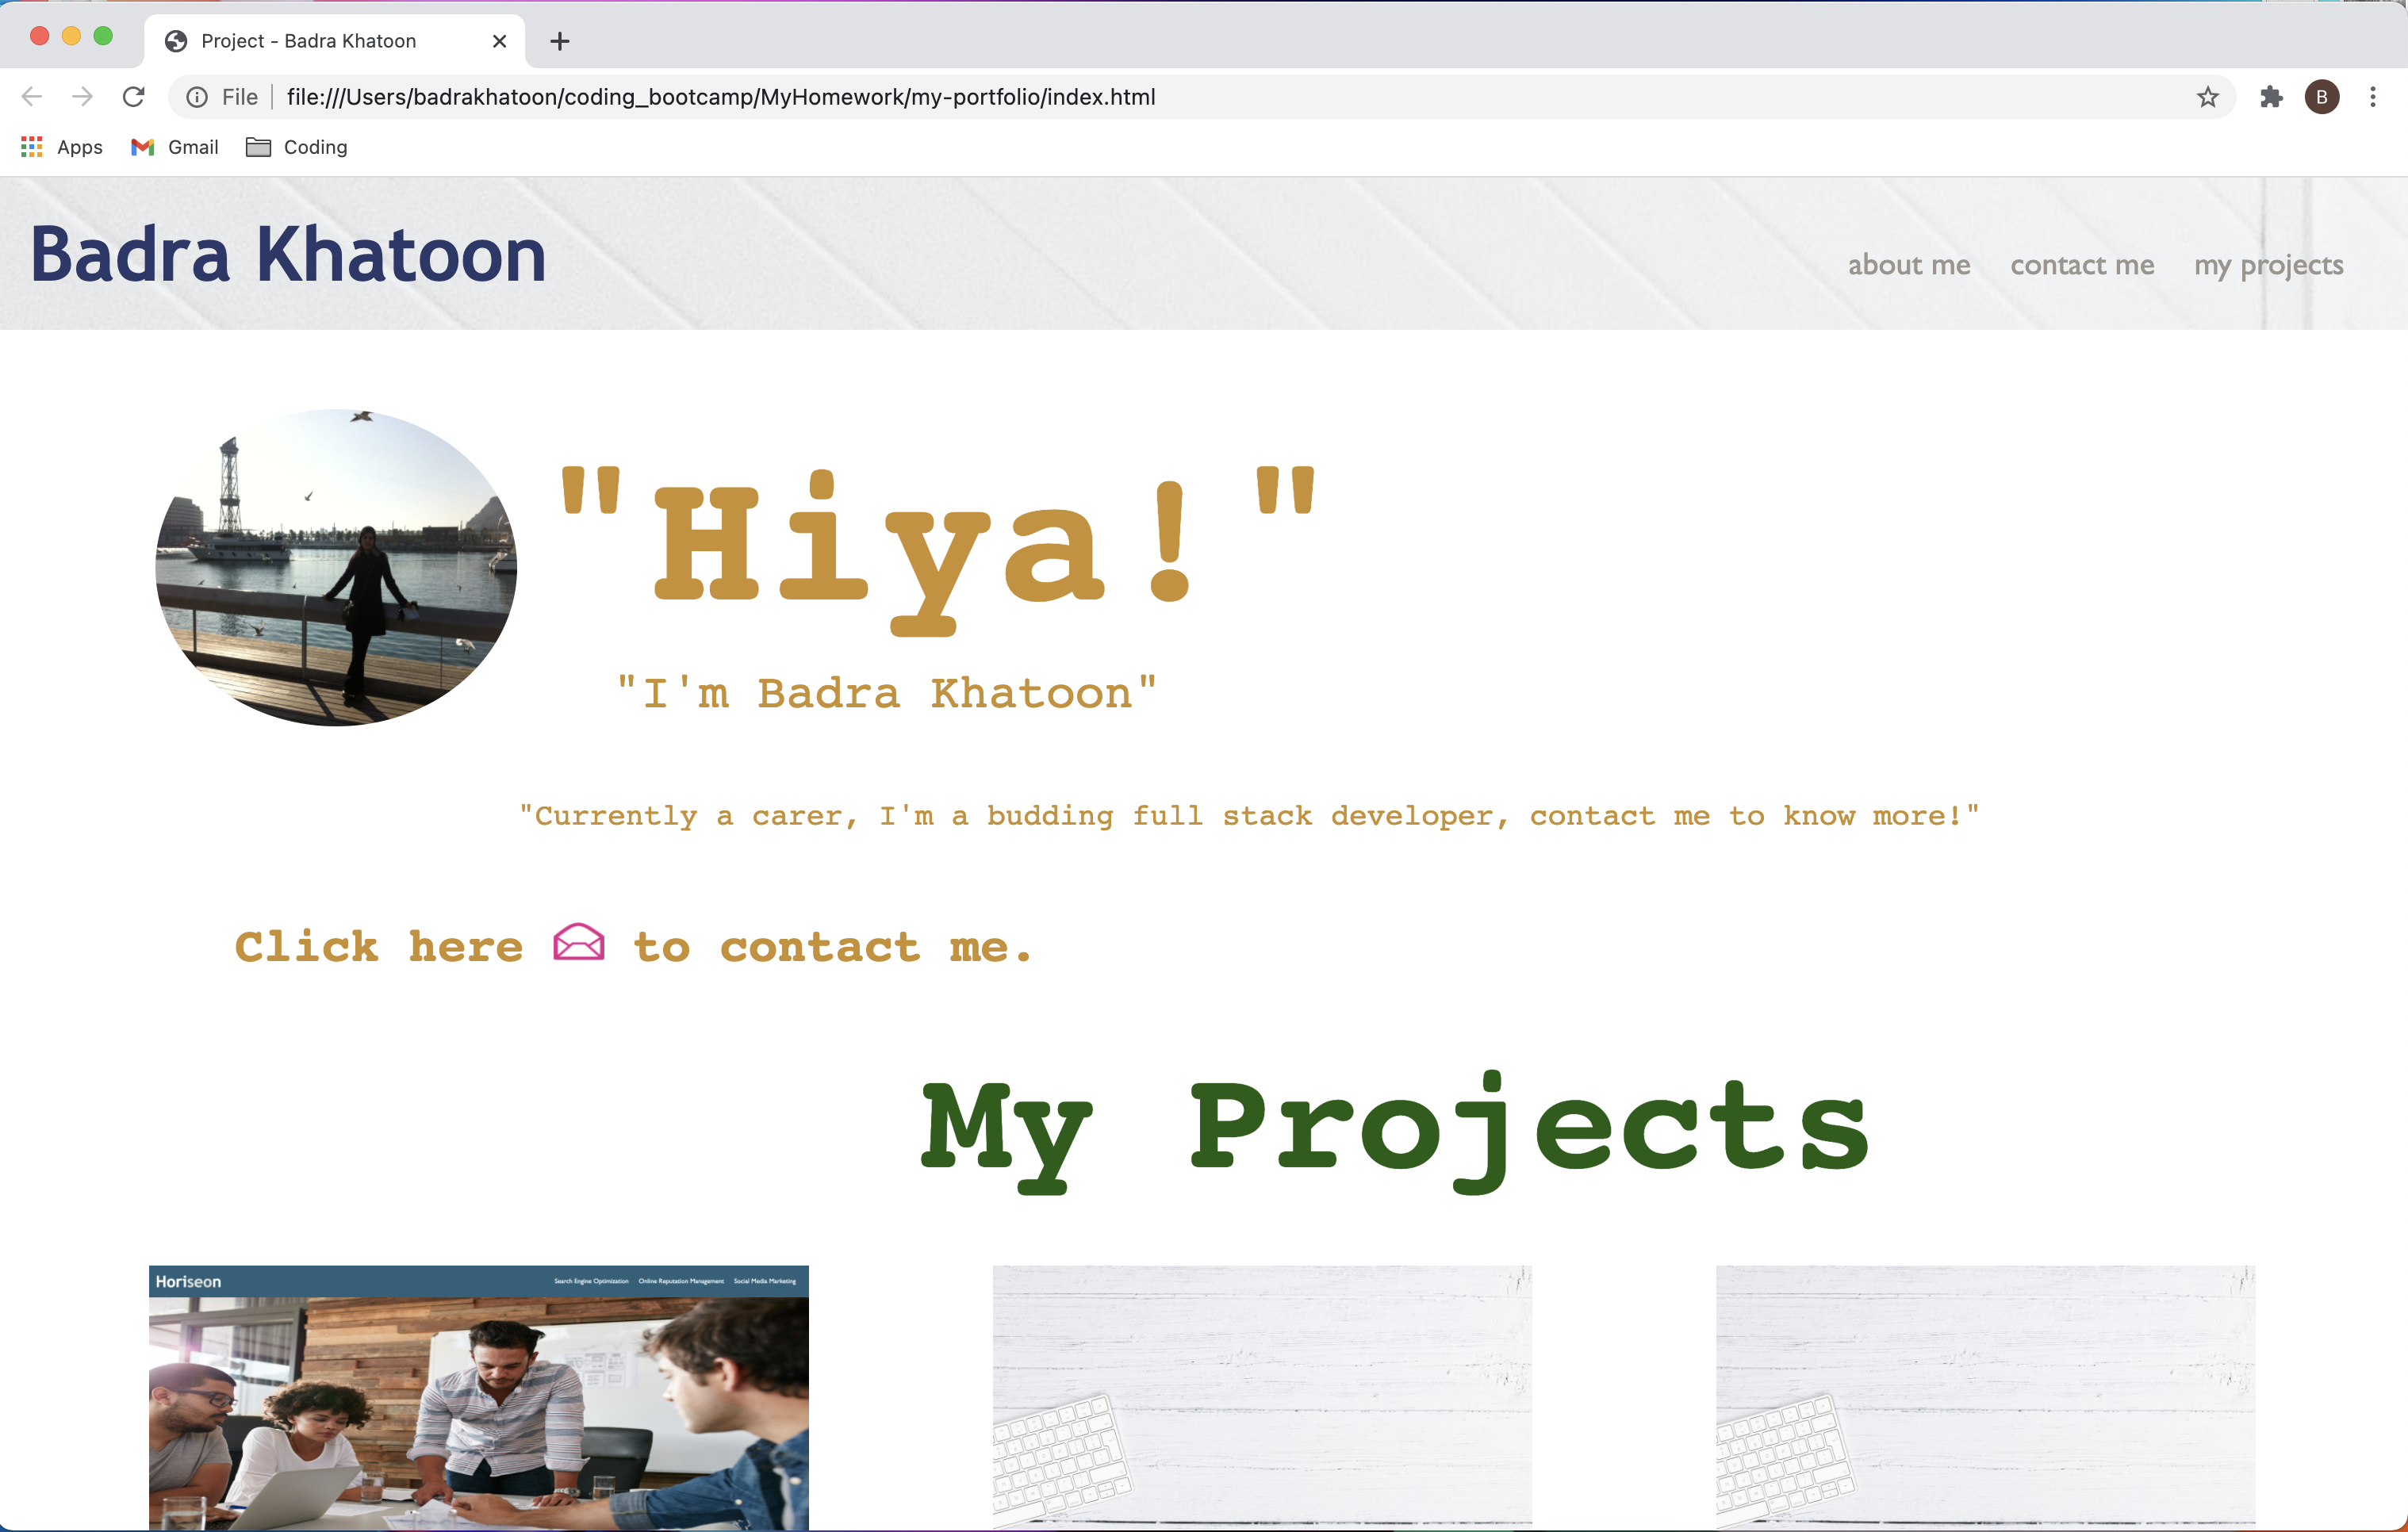 Project - Badra Khatoon
File
file:///Users/badrakhatoon/coding_bootcamp/MyHomework/my-portfolio/index.html
B
Apps
Gmail
Coding
Badra Khatoon
about me
contact me
my projects
"Hiya!"
"I'm Badra Khatoon"
"Currently a carer, I'm a budding full stack developer, contact me to know more!"
Click here to contact me.
My Projects
Horiseon
Search Engine Optimization
Online Reputation Management
Social Media Marketing